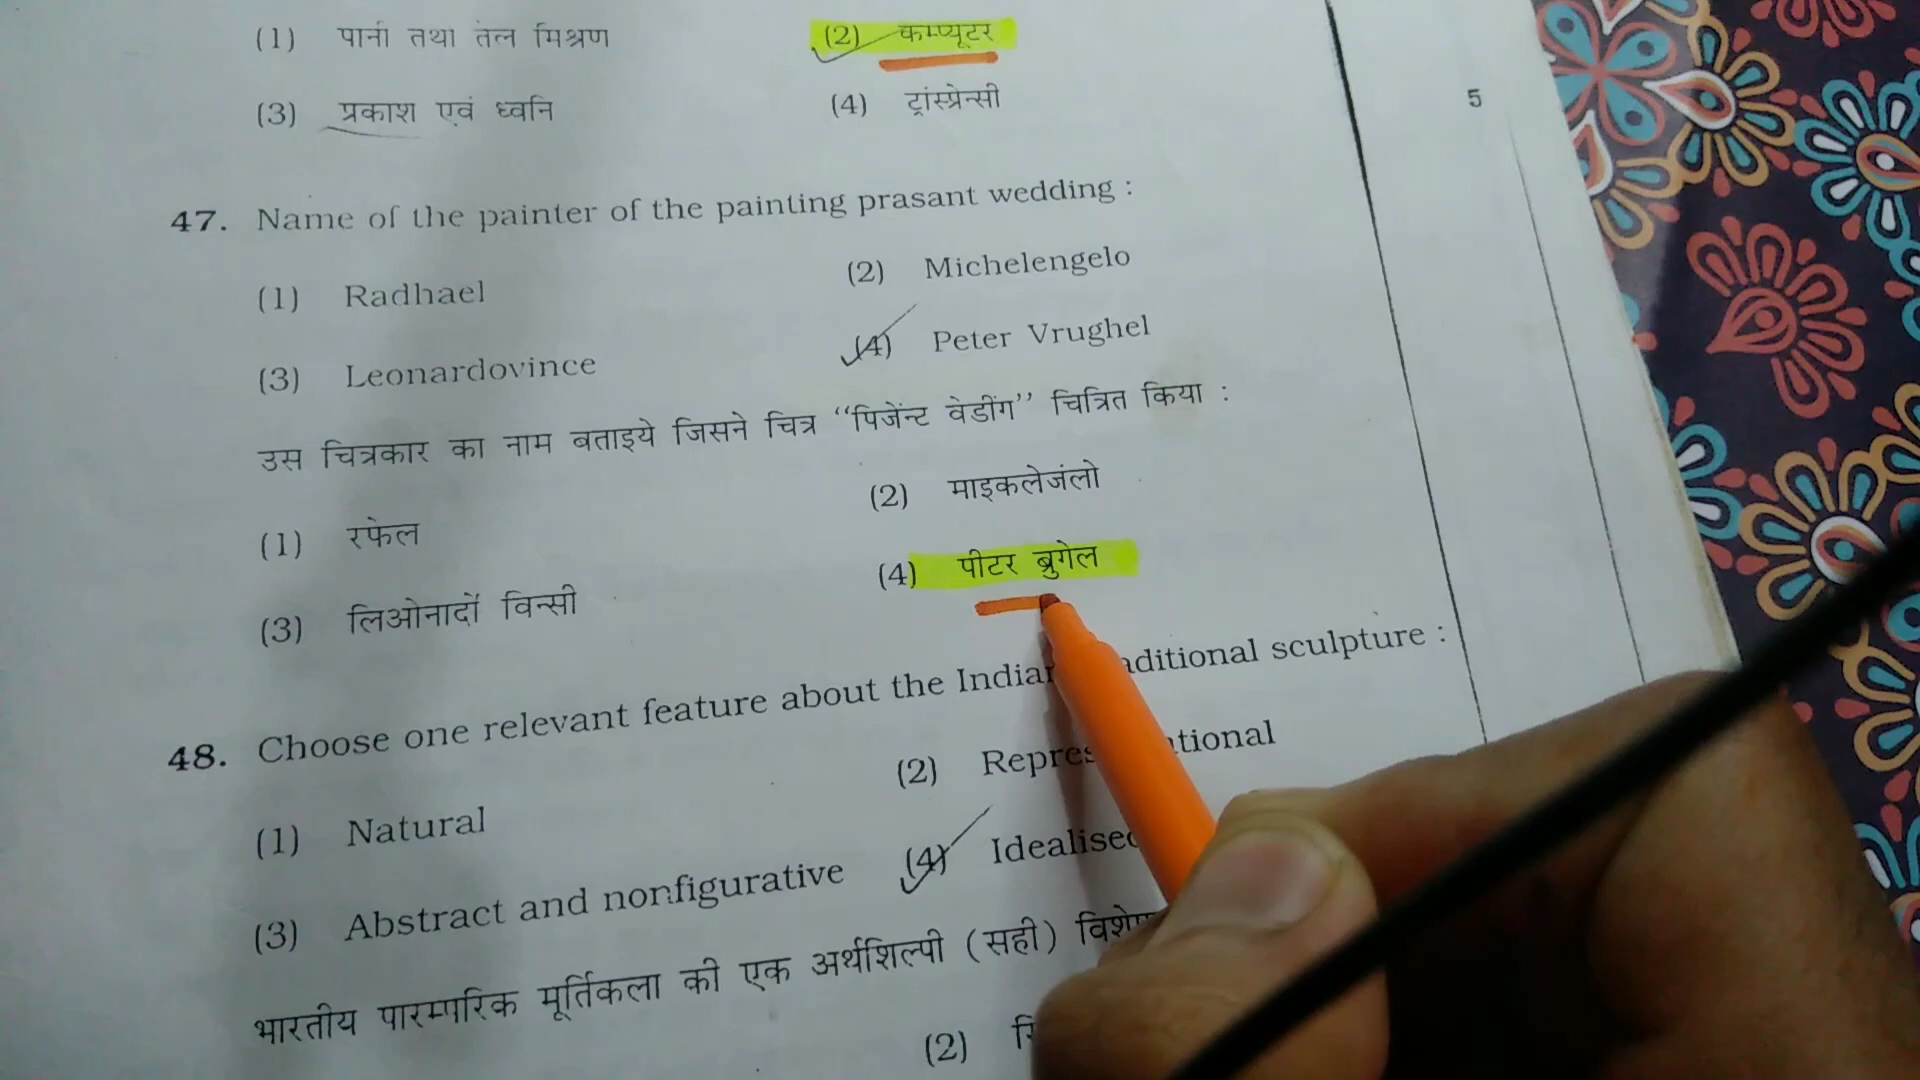 (1) पानी तथा तेल मिश्रण (2) कम्प्यूटर
(3) प्रकाश एवं ध्वनि (4) ट्रांस्प्रेन्सी
5
47. Name of the painter of the painting prasant wedding :
(1) Radhael (2) Michelengelo
(3) Leonardovince (4) Peter Vrughel
उस चित्रकार का नाम बताइये जिसने चित्र “पिजेंन्ट वेडींग” चित्रित किया :
(1) रफेल (2) माइकलेजंलो
(3) लिओनार्दो विन्सी (4) पीटर ब्रुगेल
48. Choose one relevant feature about the Indian sculpture :
(1) Natural (2)
(3) Abstract and nonfigurative (4) Idealised
भारतीय पारम्परिक मूर्तिकला की एक अर्थशिल्पी (सही)
(2)